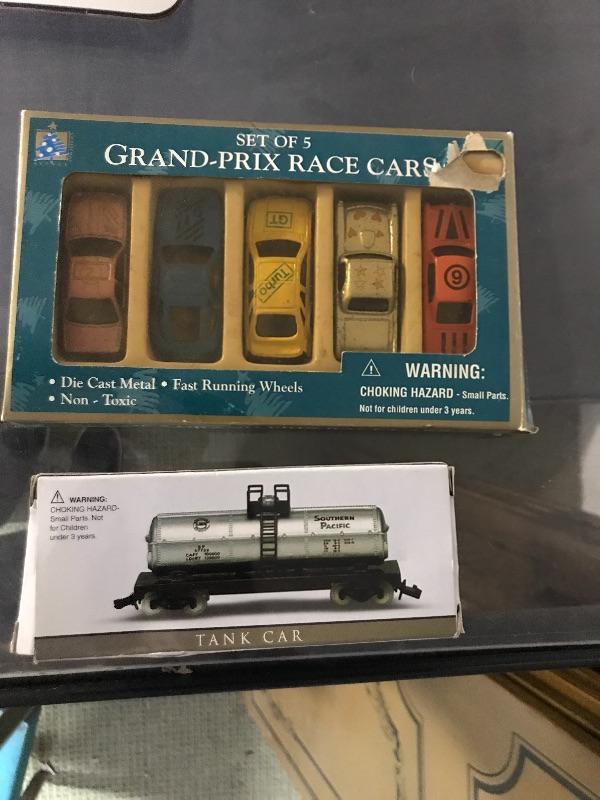 SET OF 5
GRAND-PRIX RACE CARS
GT
Turbo
6
• Die Cast Metal • Fast Running Wheels
• Non - Toxic
⚠ WARNING:
CHOKING HAZARD - Small Parts.
Not for children under 3 years.
⚠ WARNING:
CHOKING HAZARD-
Small Parts. Not
for Children
under 3 years.
SOUTHERN
PACIFIC
TANK CAR